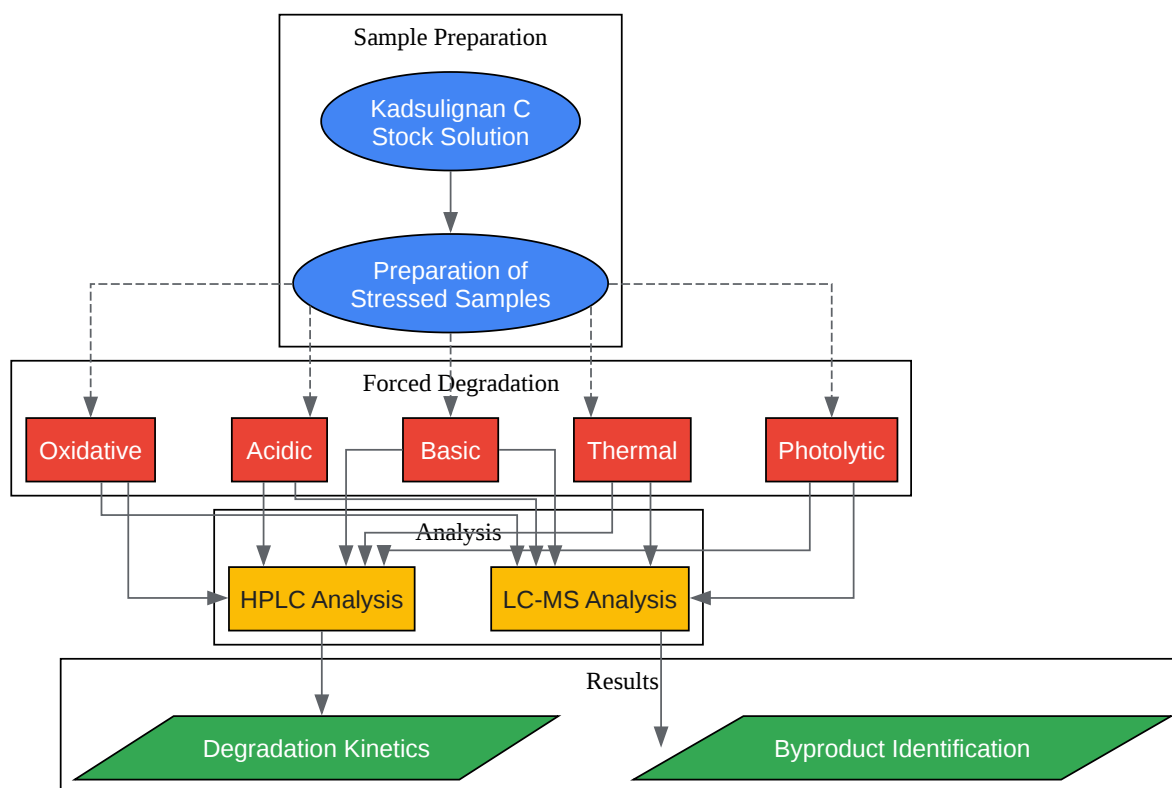 Sample Preparation
Kadsulignan C
Stock Solution
Preparation of
Stressed Samples
Forced Degradation
Oxidative
Acidic
Basic
Thermal
Photolytic
Analysis
HPLC Analysis
LC-MS Analysis
Results
Degradation Kinetics
Byproduct Identification